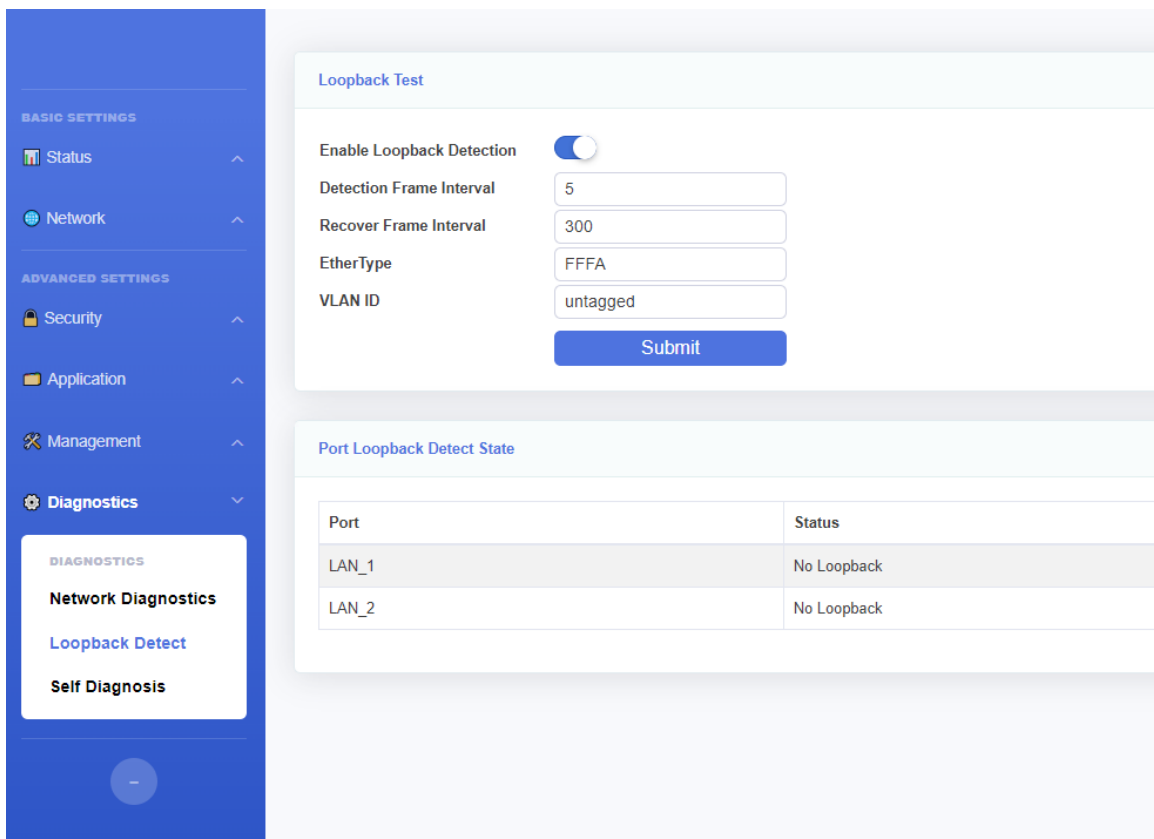 BASIC SETTINGS
Status
Network
ADVANCED SETTINGS
Security
Application
Management
Diagnostics
DIAGNOSTICS
Network Diagnostics
Loopback Detect
Self Diagnosis
Loopback Test
Enable Loopback Detection
Detection Frame Interval 5
Recover Frame Interval 300
EtherType FFFA
VLAN ID untagged
Submit
Port Loopback Detect State
Port Status
LAN_1 No Loopback
LAN_2 No Loopback